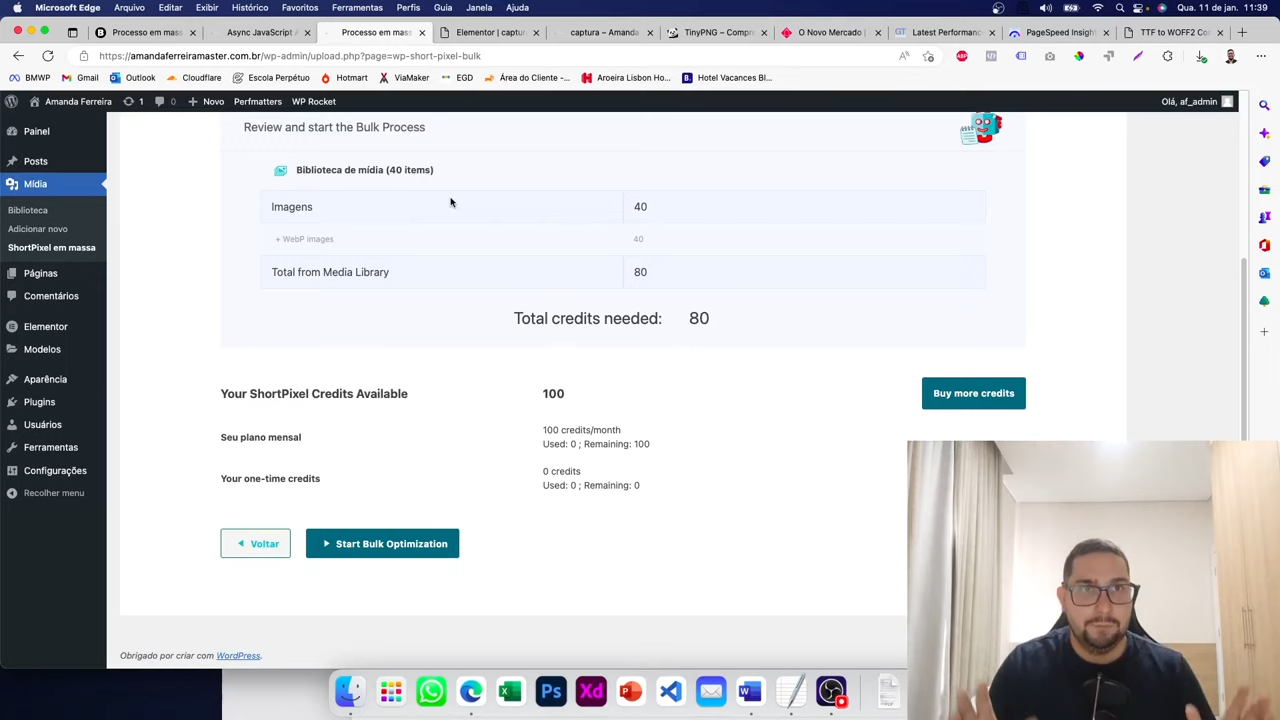 Microsoft Edge Arquivo Editar Exibir Histórico Favoritos Ferramentas Perfis Guia Janela Ajuda
Qua. 11 de jan. 11:39
Processo em mass
Async JavaScript A
Processo em mass
Elementor | captur
captura – Amanda
TinyPNG – Compre
O Novo Mercado |
Latest Performanc
PageSpeed Insight
TTF to WOFF2 Co
https://amandaferreiramaster.com.br/wp-admin/upload.php?page=wp-short-pixel-bulk
BMWP Gmail Outlook Cloudflare Escola Perpétuo Hotmart ViaMaker EGD Área do Cliente -... Aroeira Lisbon Ho... Hotel Vacances Bl...
Amanda Ferreira 1 0 Novo Perfmatters WP Rocket
Olá, af_admin
Painel
Posts
Mídia
Biblioteca
Adicionar novo
ShortPixel em massa
Páginas
Comentários
Elementor
Modelos
Aparência
Plugins
Usuários
Ferramentas
Configurações
Recolher menu
Review and start the Bulk Process
Biblioteca de mídia (40 items)
Imagens 40
+ WebP images 40
Total from Media Library 80
Total credits needed: 80
Your ShortPixel Credits Available 100
Buy more credits
Seu plano mensal
100 credits/month
Used: 0 ; Remaining: 100
Your one-time credits
0 credits
Used: 0 ; Remaining: 0
Voltar
Start Bulk Optimization
Obrigado por criar com WordPress.